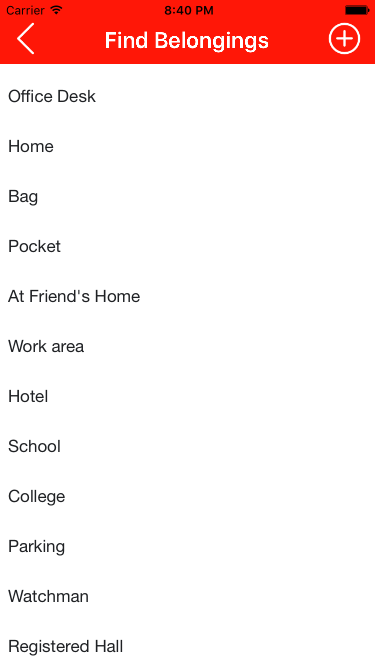 Carrier 8:40 PM
Find Belongings
Office Desk
Home
Bag
Pocket
At Friend's Home
Work area
Hotel
School
College
Parking
Watchman
Registered Hall